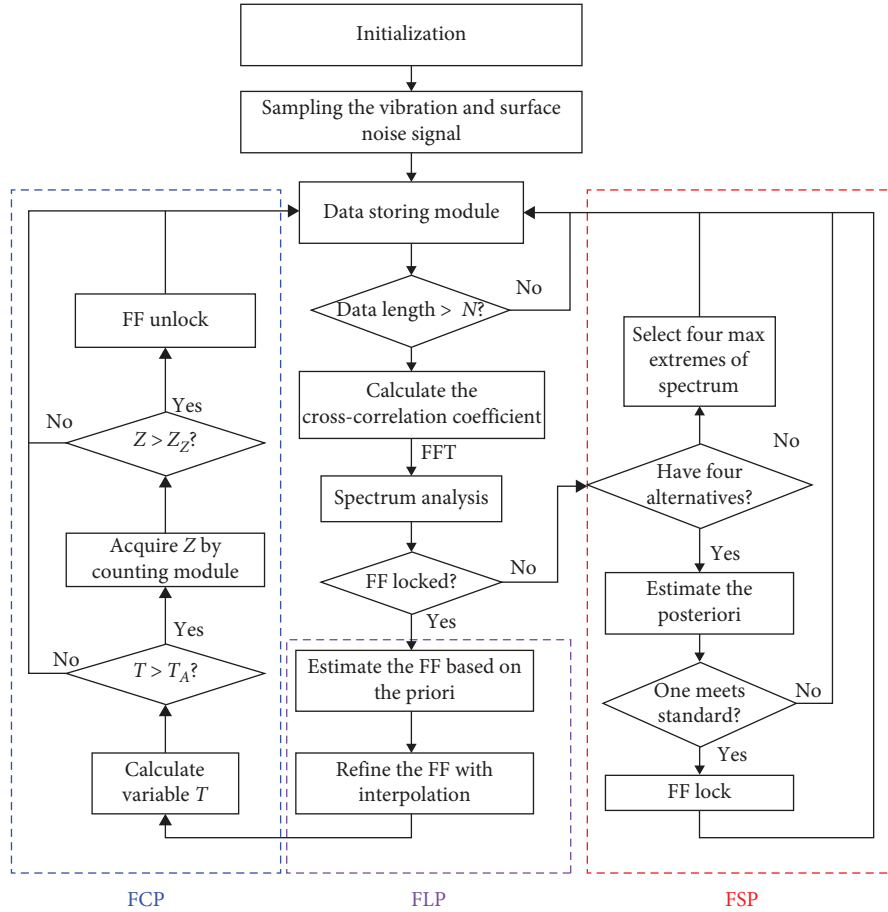 Initialization
Sampling the vibration and surface
noise signal
Data storing module
No
Data length > N?
FF unlock
Select four max
extremes of
spectrum
Calculate the
cross-correlation coefficient
Yes
No
Z > Z_Z?
FFT
No
Have four
alternatives?
Spectrum analysis
Acquire Z by
counting module
No
FF locked?
Yes
Estimate the
posteriori
Yes
Yes
No
T > T_A?
Estimate the FF based on
the priori
One meets
standard?
No
Yes
Calculate
variable T
Refine the FF with
interpolation
FF lock
FCP
FLP
FSP